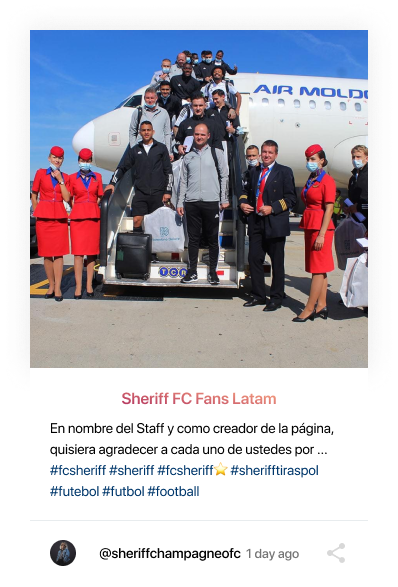 AIR MOLDO
Sheriff FC Fans Latam
En nombre del Staff y como creador de la página,
quisiera agradecer a cada uno de ustedes por ...
#fcsheriff #sheriff #fcsheriff⭐ #sherifftiraspol
#futebol #futbol #football
@sheriffchampagneofc 1 day ago